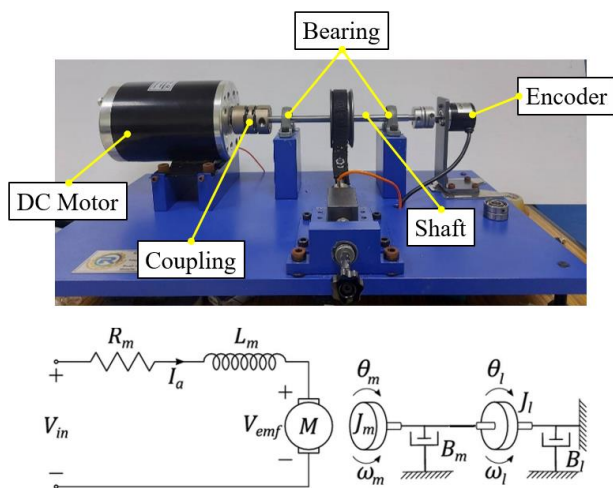 Bearing
Encoder
DC Motor
Coupling
Shaft
R_m
L_m
I_a
+
+
V_in
V_emf
M
−
−
θ_m
θ_l
J_m
J_l
B_m
B_l
ω_m
ω_l